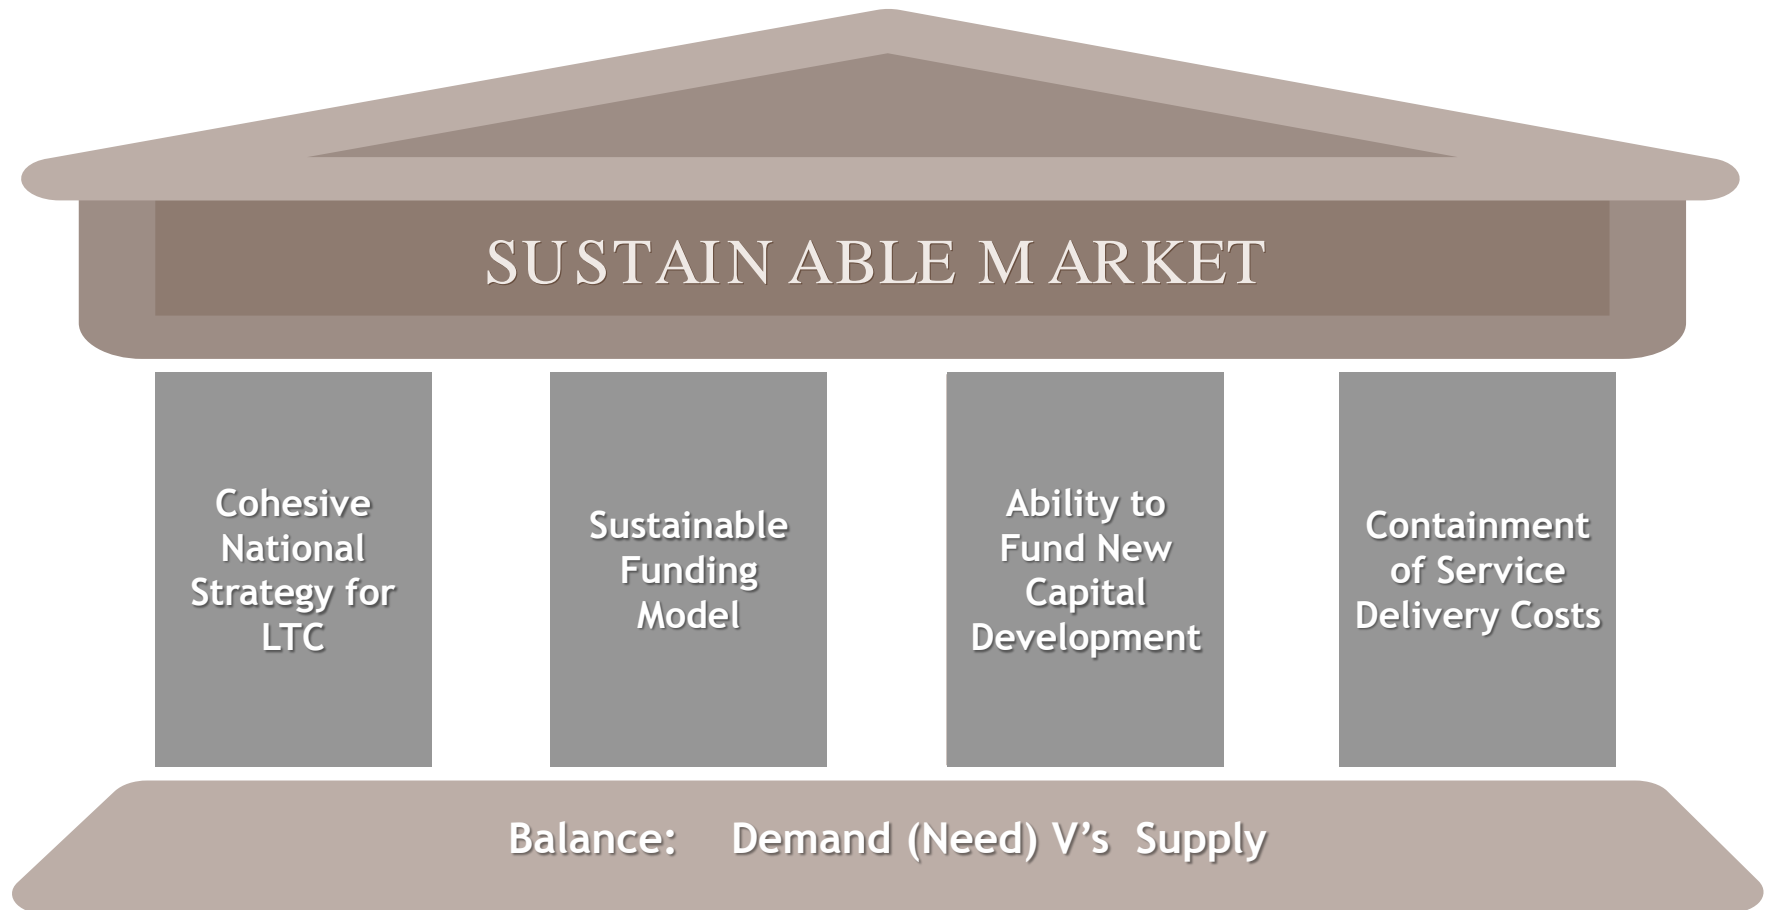 SUSTAINABLE MARKET
Cohesive
National
Strategy for
LTC
Sustainable
Funding
Model
Ability to
Fund New
Capital
Development
Containment
of Service
Delivery Costs
Balance: Demand (Need) V’s Supply